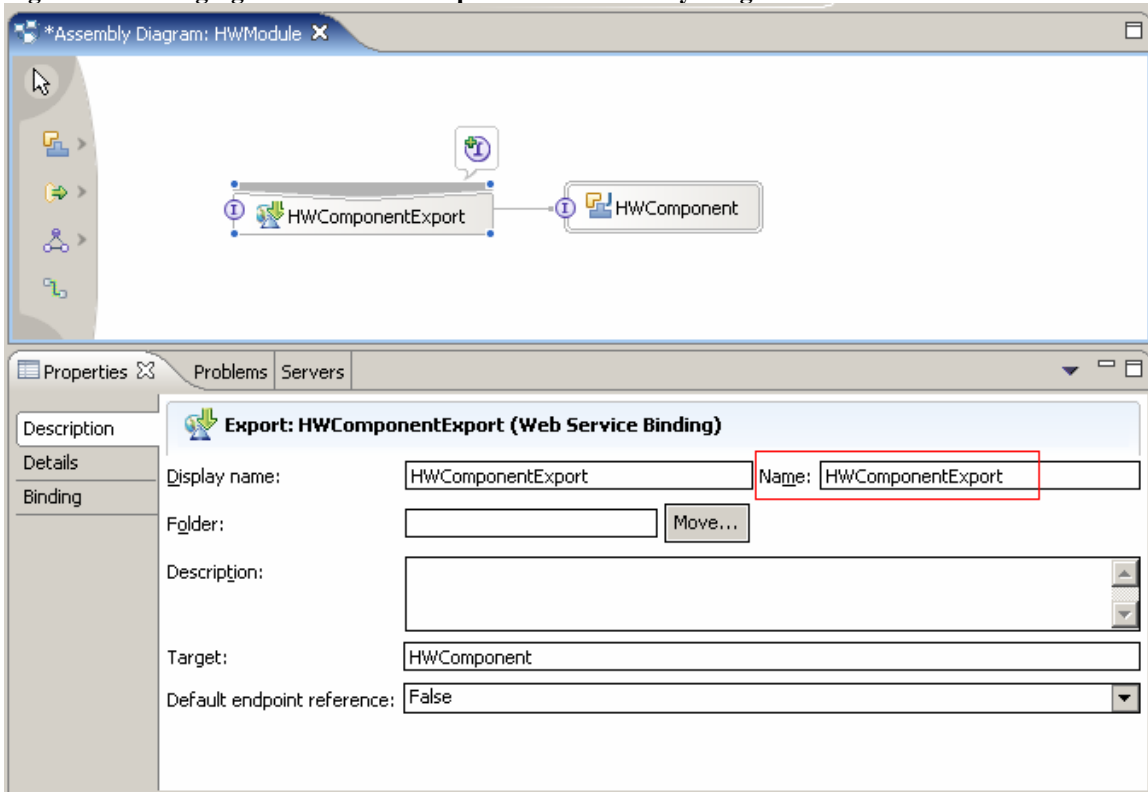 *Assembly Diagram: HWModule
HWComponentExport
HWComponent
Properties Problems Servers
Description
Export: HWComponentExport (Web Service Binding)
Details
Display name: HWComponentExport Name: HWComponentExport
Binding
Folder: Move...
Description:
Target: HWComponent
Default endpoint reference: False